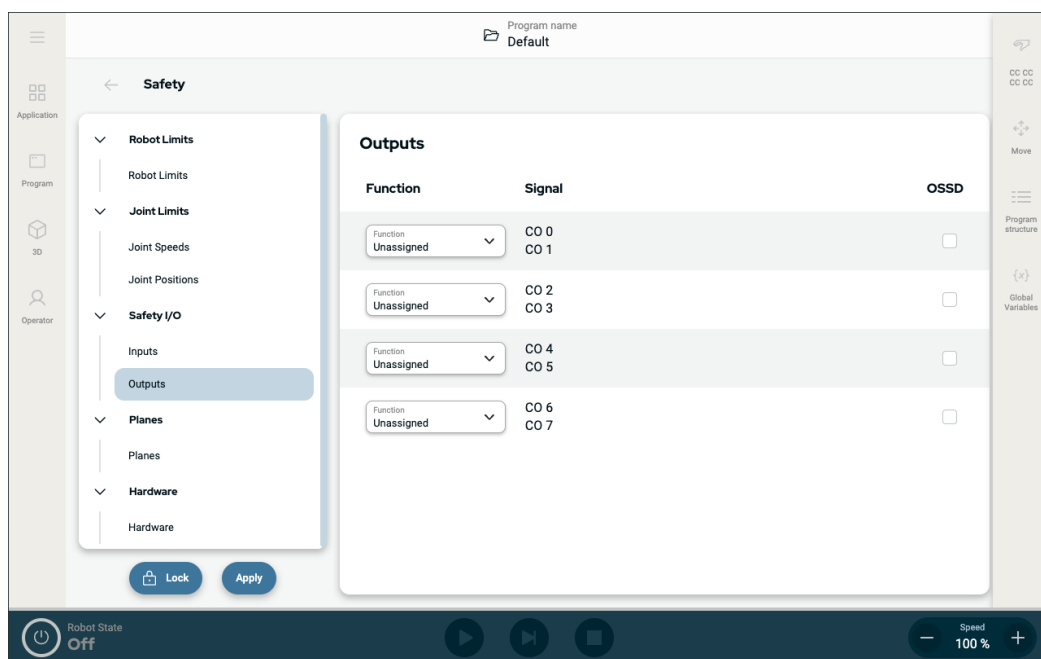 Program name
Default
Application
Program
3D
Operator
Safety
Robot Limits
Robot Limits
Joint Limits
Joint Speeds
Joint Positions
Safety I/O
Inputs
Outputs
Planes
Planes
Hardware
Hardware
Lock
Apply
Outputs
Function
Signal
OSSD
Function
Unassigned
CO 0
CO 1
Function
Unassigned
CO 2
CO 3
Function
Unassigned
CO 4
CO 5
Function
Unassigned
CO 6
CO 7
CC CC
CC CC
Move
Program
structure
{x}
Global
Variables
Robot State
Off
Speed
100 %